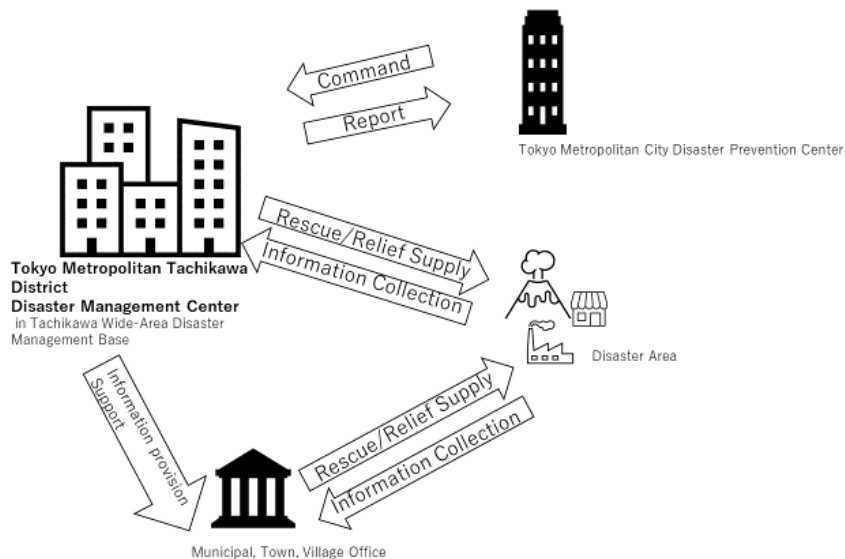 Command
Report
Tokyo Metropolitan City Disaster Prevention Center
Rescue/Relief Supply
Information Collection
Tokyo Metropolitan Tachikawa
District
Disaster Management Center
in Tachikawa Wide-Area Disaster
Management Base
Disaster Area
Information provision
Support
Rescue/Relief Supply
Information Collection
Municipal, Town, Village Office